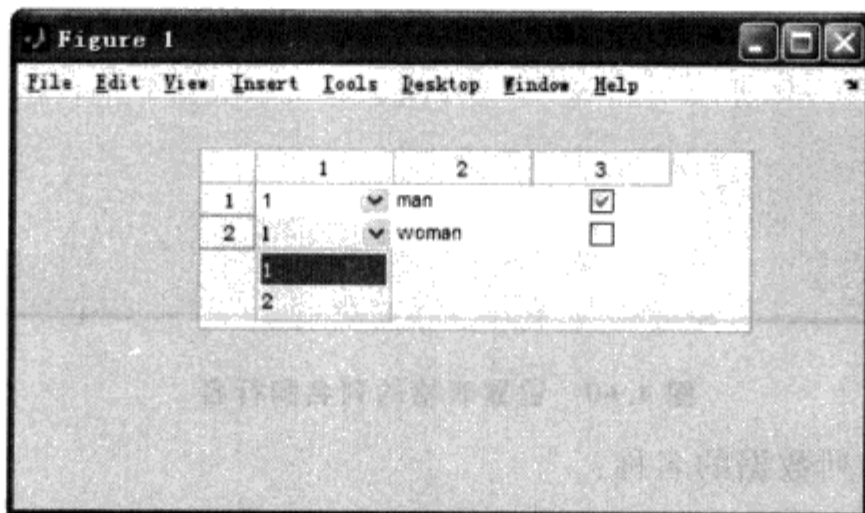 Figure 1
File Edit View Insert Tools Desktop Window Help
1 2 3
1 1 man
2 1 woman
1
2